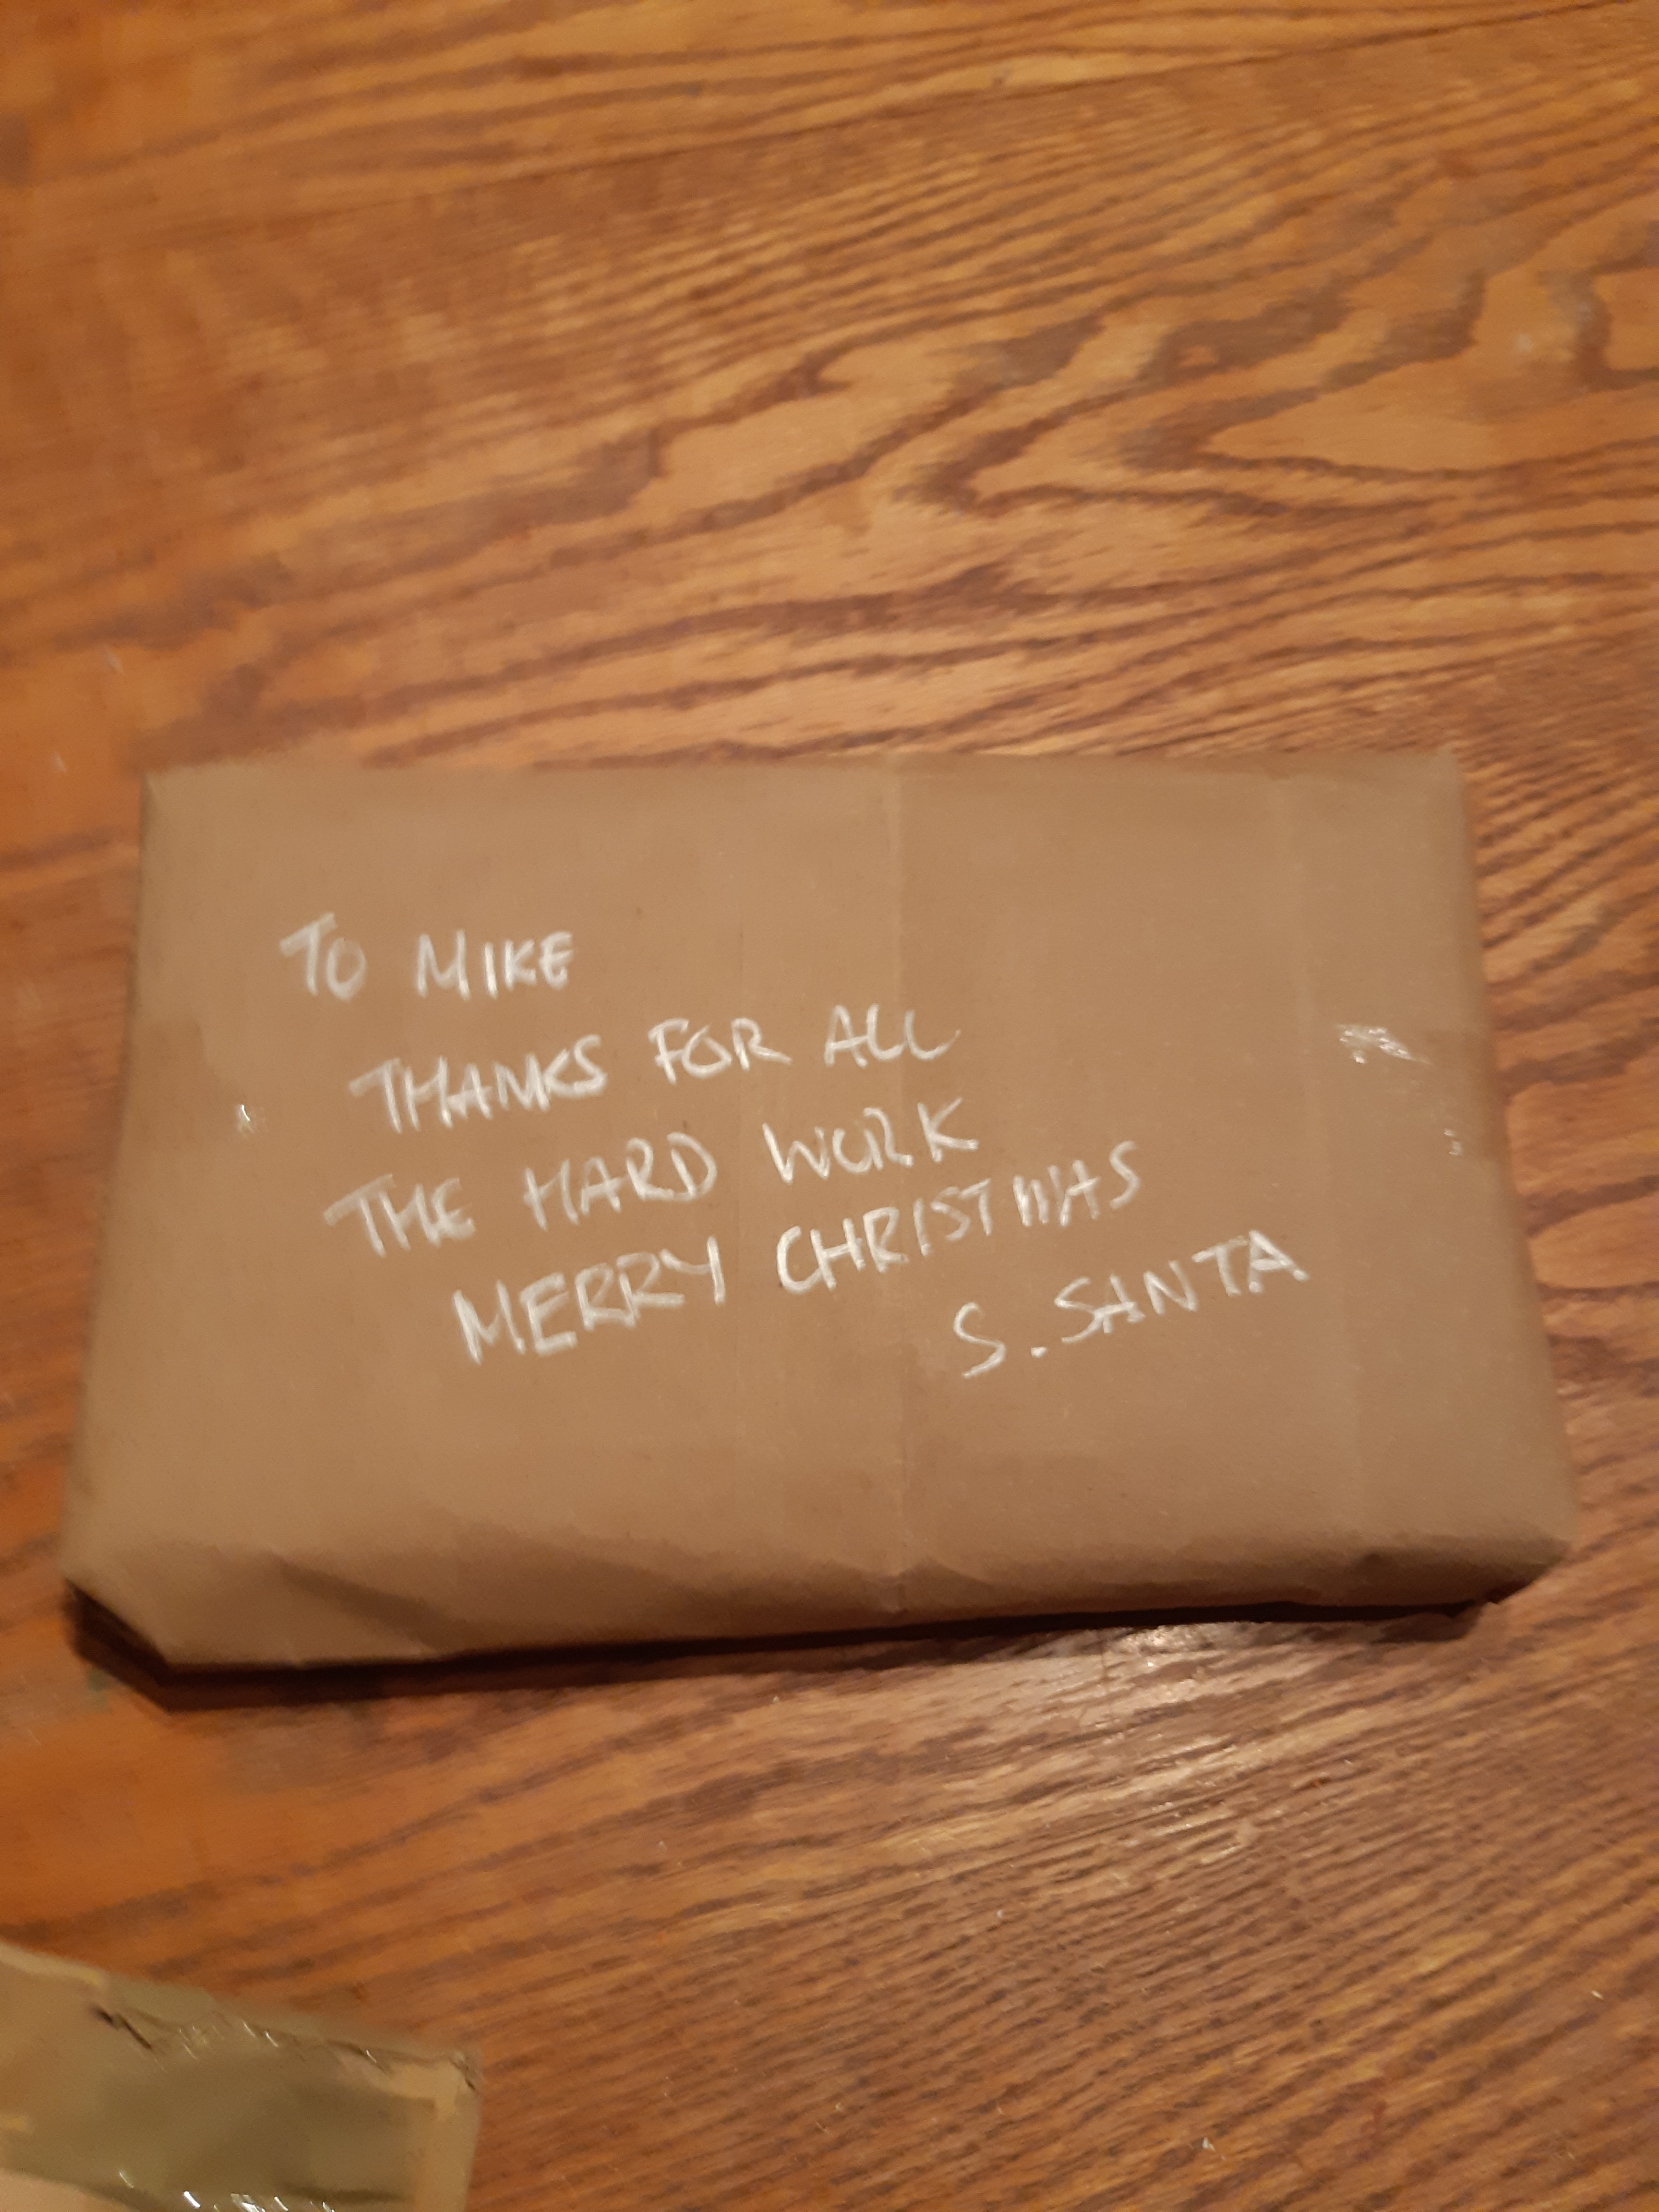 TO MIKE
THANKS FOR ALL
THE HARD WORK
MERRY CHRISTMAS
S. SANTA